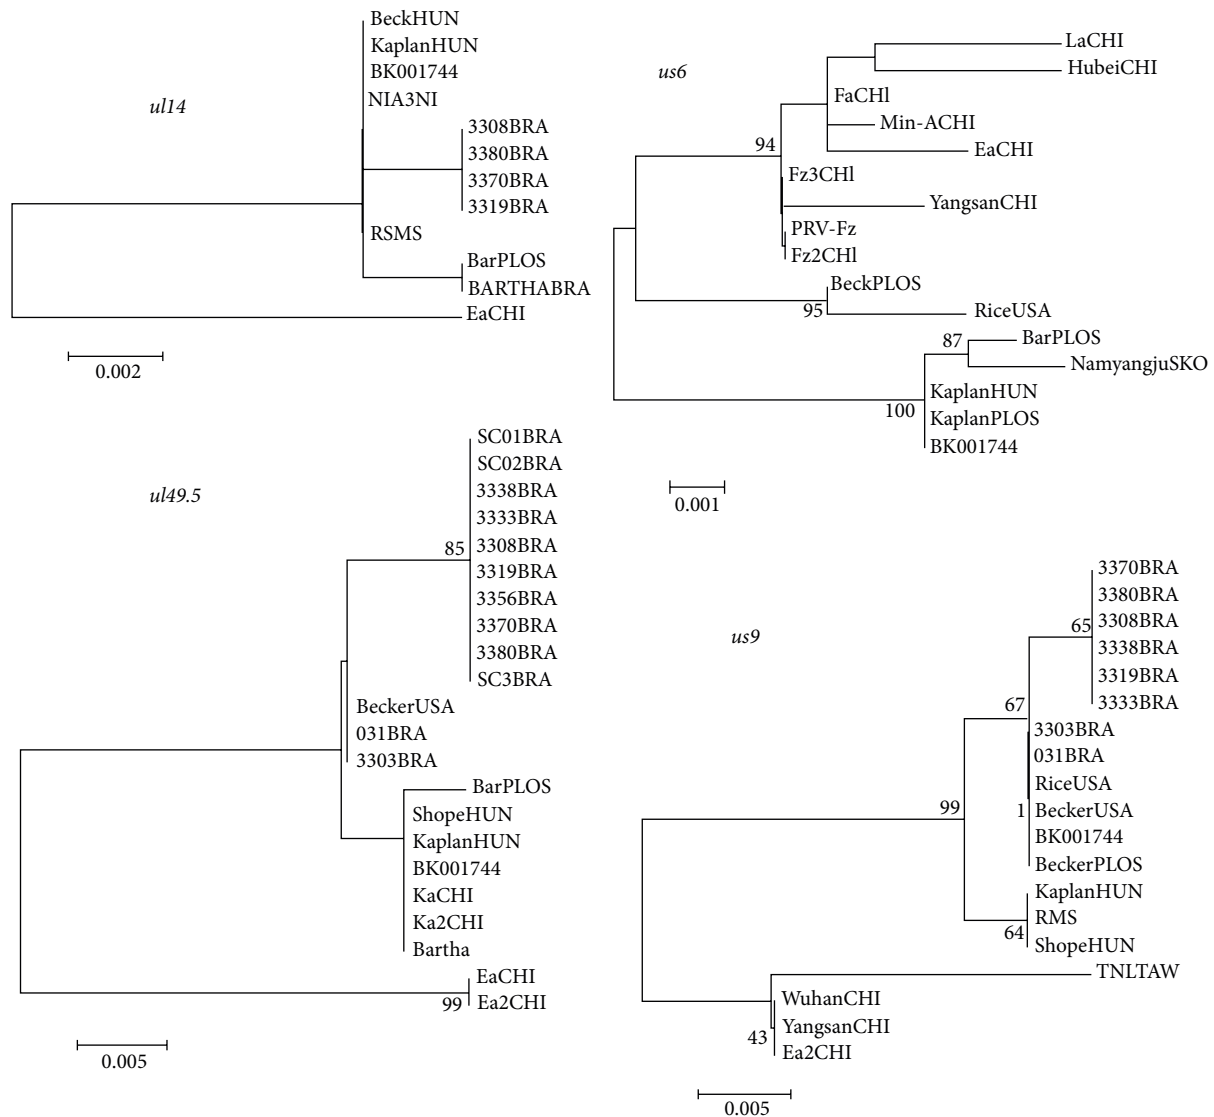 ul14
BeckHUN
KaplanHUN
BK001744
NIA3NI
3308BRA
3380BRA
3370BRA
3319BRA
RSMS
BarPLOS
BARTHABRA
EaCHI
0.002
us6
LaCHI
HubeiCHI
FaCHl
Min-ACHI
EaCHI
94
Fz3CHl
YangsanCHI
PRV-Fz
Fz2CHl
BeckPLOS
95
RiceUSA
87
BarPLOS
NamyangjuSKO
KaplanHUN
100
KaplanPLOS
BK001744
0.001
ul49.5
SC01BRA
SC02BRA
3338BRA
3333BRA
85
3308BRA
3319BRA
3356BRA
3370BRA
3380BRA
SC3BRA
BeckerUSA
031BRA
3303BRA
BarPLOS
ShopeHUN
KaplanHUN
BK001744
KaCHI
Ka2CHI
Bartha
EaCHI
99
Ea2CHI
0.005
us9
3370BRA
3380BRA
65
3308BRA
3338BRA
3319BRA
3333BRA
67
3303BRA
031BRA
RiceUSA
99
1
BeckerUSA
BK001744
BeckerPLOS
KaplanHUN
RMS
64
ShopeHUN
TNLTAW
WuhanCHI
YangsanCHI
43
Ea2CHI
0.005